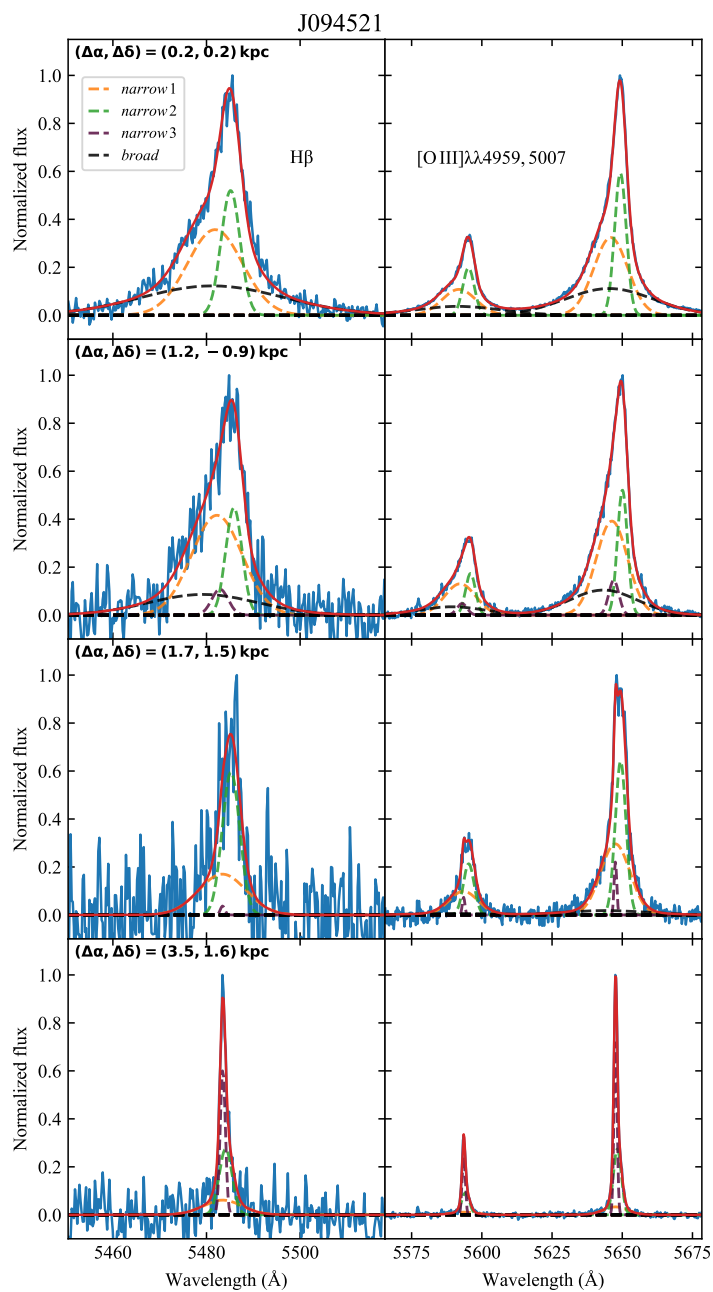 J094521
(Δα, Δδ) = (0.2, 0.2) kpc
1.0
0.8
0.6
0.4
0.2
0.0
Normalized flux
narrow1
narrow2
narrow3
broad
Hβ
[O III]λλ4959, 5007
(Δα, Δδ) = (1.2, −0.9) kpc
1.0
0.8
0.6
0.4
0.2
0.0
Normalized flux
(Δα, Δδ) = (1.7, 1.5) kpc
1.0
0.8
0.6
0.4
0.2
0.0
Normalized flux
(Δα, Δδ) = (3.5, 1.6) kpc
1.0
0.8
0.6
0.4
0.2
0.0
Normalized flux
5460 5480 5500 5575 5600 5625 5650 5675
Wavelength (Å) Wavelength (Å)